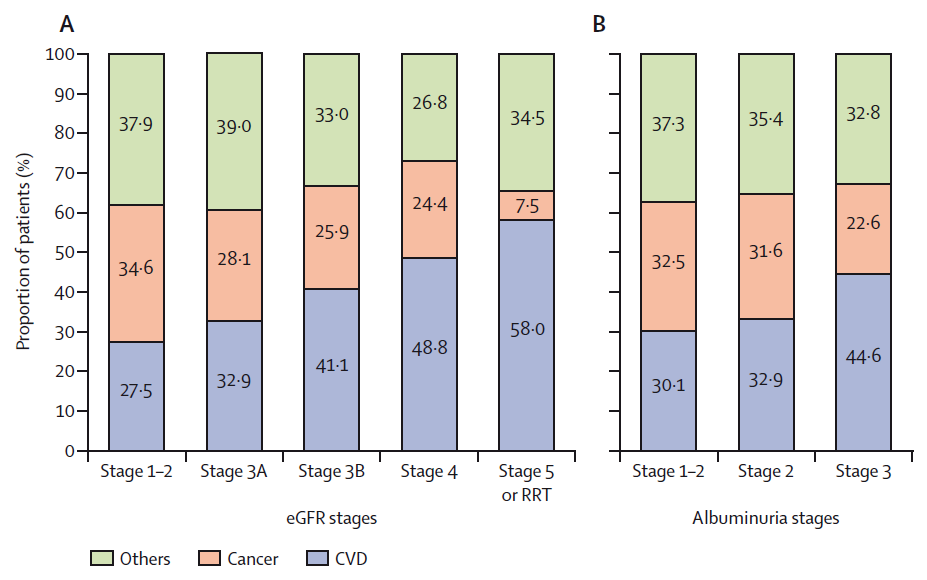 A
B
100
90
80
70
60
50
40
30
20
10
0
Proportion of patients (%)
37·9
39·0
33·0
26·8
34·5
34·6
28·1
25·9
24·4
7·5
27·5
32·9
41·1
48·8
58·0
Stage 1–2
Stage 3A
Stage 3B
Stage 4
Stage 5
or RRT
eGFR stages
37·3
35·4
32·8
32·5
31·6
22·6
30·1
32·9
44·6
Stage 1–2
Stage 2
Stage 3
Albuminuria stages
Others Cancer CVD